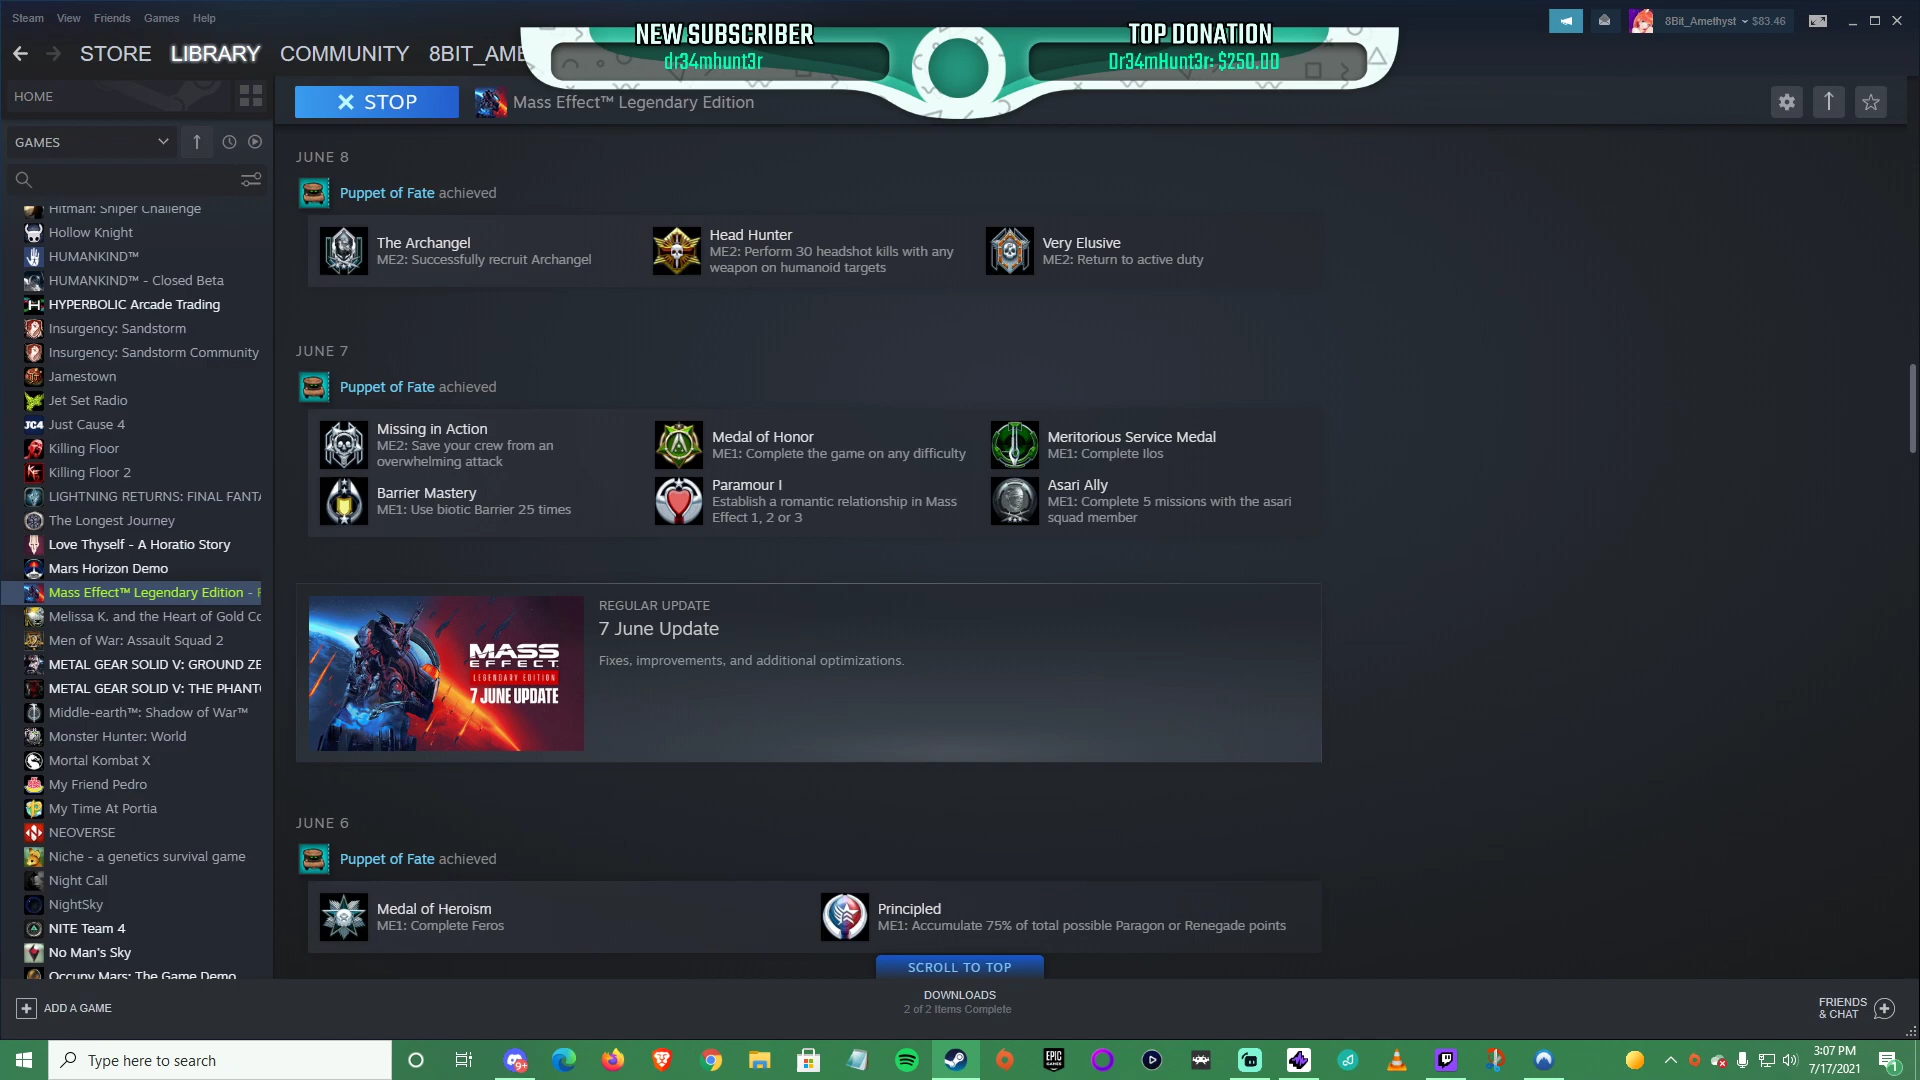 Steam View Friends Games Help
NEW SUBSCRIBER
dr34mhunt3r
TOP DONATION
Dr34mHunt3r: $250.00
8Bit_Amethyst $83.46
STORE LIBRARY COMMUNITY 8BIT_AME
HOME
STOP
Mass Effect™ Legendary Edition
GAMES
Hitman: Sniper Challenge
Hollow Knight
HUMANKIND™
HUMANKIND™ - Closed Beta
HYPERBOLIC Arcade Trading
Insurgency: Sandstorm
Insurgency: Sandstorm Community
Jamestown
Jet Set Radio
JC4 Just Cause 4
Killing Floor
Killing Floor 2
LIGHTNING RETURNS: FINAL FANTA
The Longest Journey
Love Thyself - A Horatio Story
Mars Horizon Demo
Mass Effect™ Legendary Edition -
Melissa K. and the Heart of Gold Co
Men of War: Assault Squad 2
METAL GEAR SOLID V: GROUND ZE
METAL GEAR SOLID V: THE PHANT
Middle-earth™: Shadow of War™
Monster Hunter: World
Mortal Kombat X
My Friend Pedro
My Time At Portia
NEOVERSE
Niche - a genetics survival game
Night Call
NightSky
NITE Team 4
No Man's Sky
Occupy Mars: The Game Demo
JUNE 8
Puppet of Fate achieved
The Archangel
ME2: Successfully recruit Archangel
Head Hunter
ME2: Perform 30 headshot kills with any
weapon on humanoid targets
Very Elusive
ME2: Return to active duty
JUNE 7
Puppet of Fate achieved
Missing in Action
ME2: Save your crew from an
overwhelming attack
Medal of Honor
ME1: Complete the game on any difficulty
Meritorious Service Medal
ME1: Complete Ilos
Barrier Mastery
ME1: Use biotic Barrier 25 times
Paramour I
Establish a romantic relationship in Mass
Effect 1, 2 or 3
Asari Ally
ME1: Complete 5 missions with the asari
squad member
MASS
EFFECT
LEGENDARY EDITION
7 JUNE UPDATE
REGULAR UPDATE
7 June Update
Fixes, improvements, and additional optimizations.
JUNE 6
Puppet of Fate achieved
Medal of Heroism
ME1: Complete Feros
Principled
ME1: Accumulate 75% of total possible Paragon or Renegade points
SCROLL TO TOP
ADD A GAME
DOWNLOADS
2 of 2 Items Complete
FRIENDS
& CHAT
Type here to search
9+
EPIC
GAMES
3:07 PM
7/17/2021
1